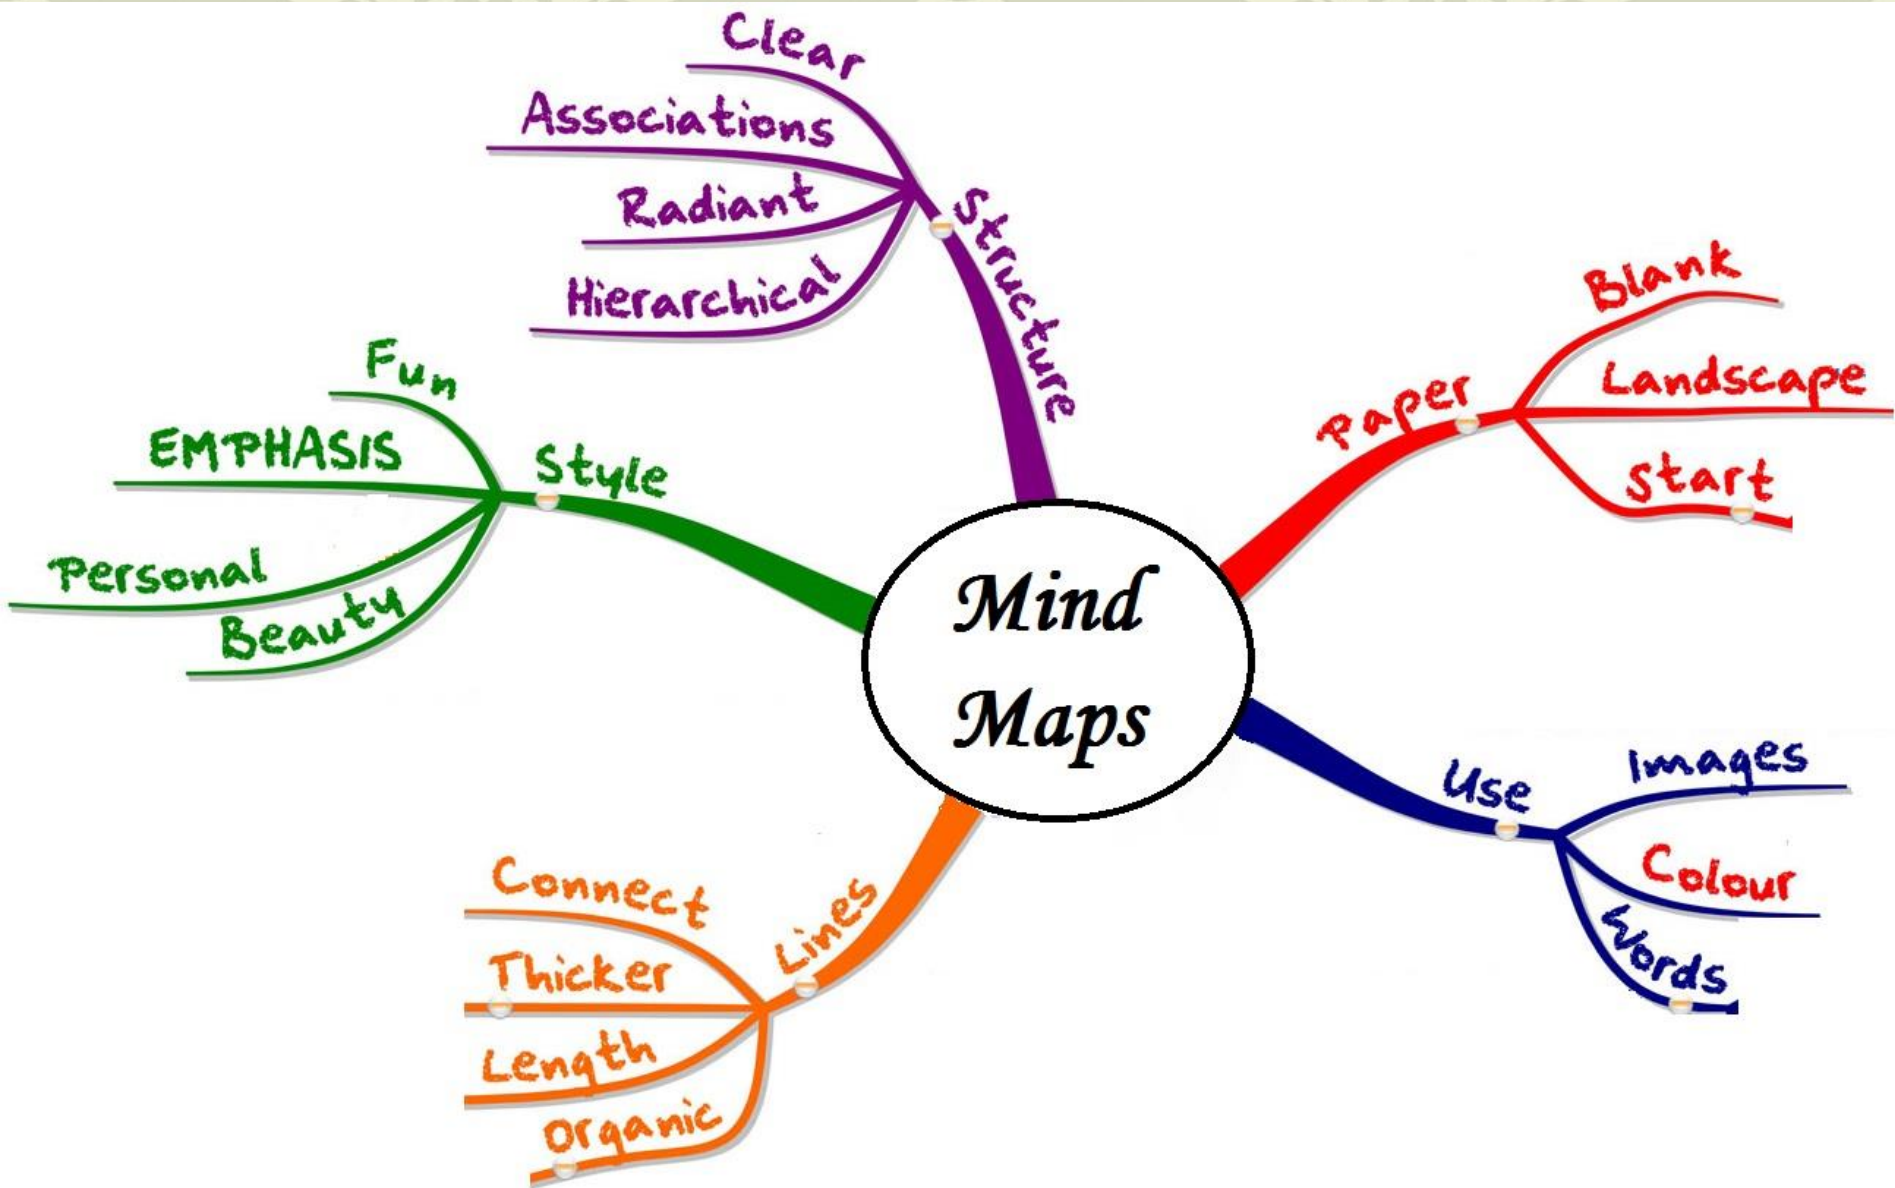 Clear
Associations
Radiant
Hierarchical
Structure
Blank
Landscape
Start
Paper
Fun
EMPHASIS
Personal
Beauty
Style
Mind
Maps
Images
Colour
Words
Use
Connect
Thicker
Length
Organic
Lines